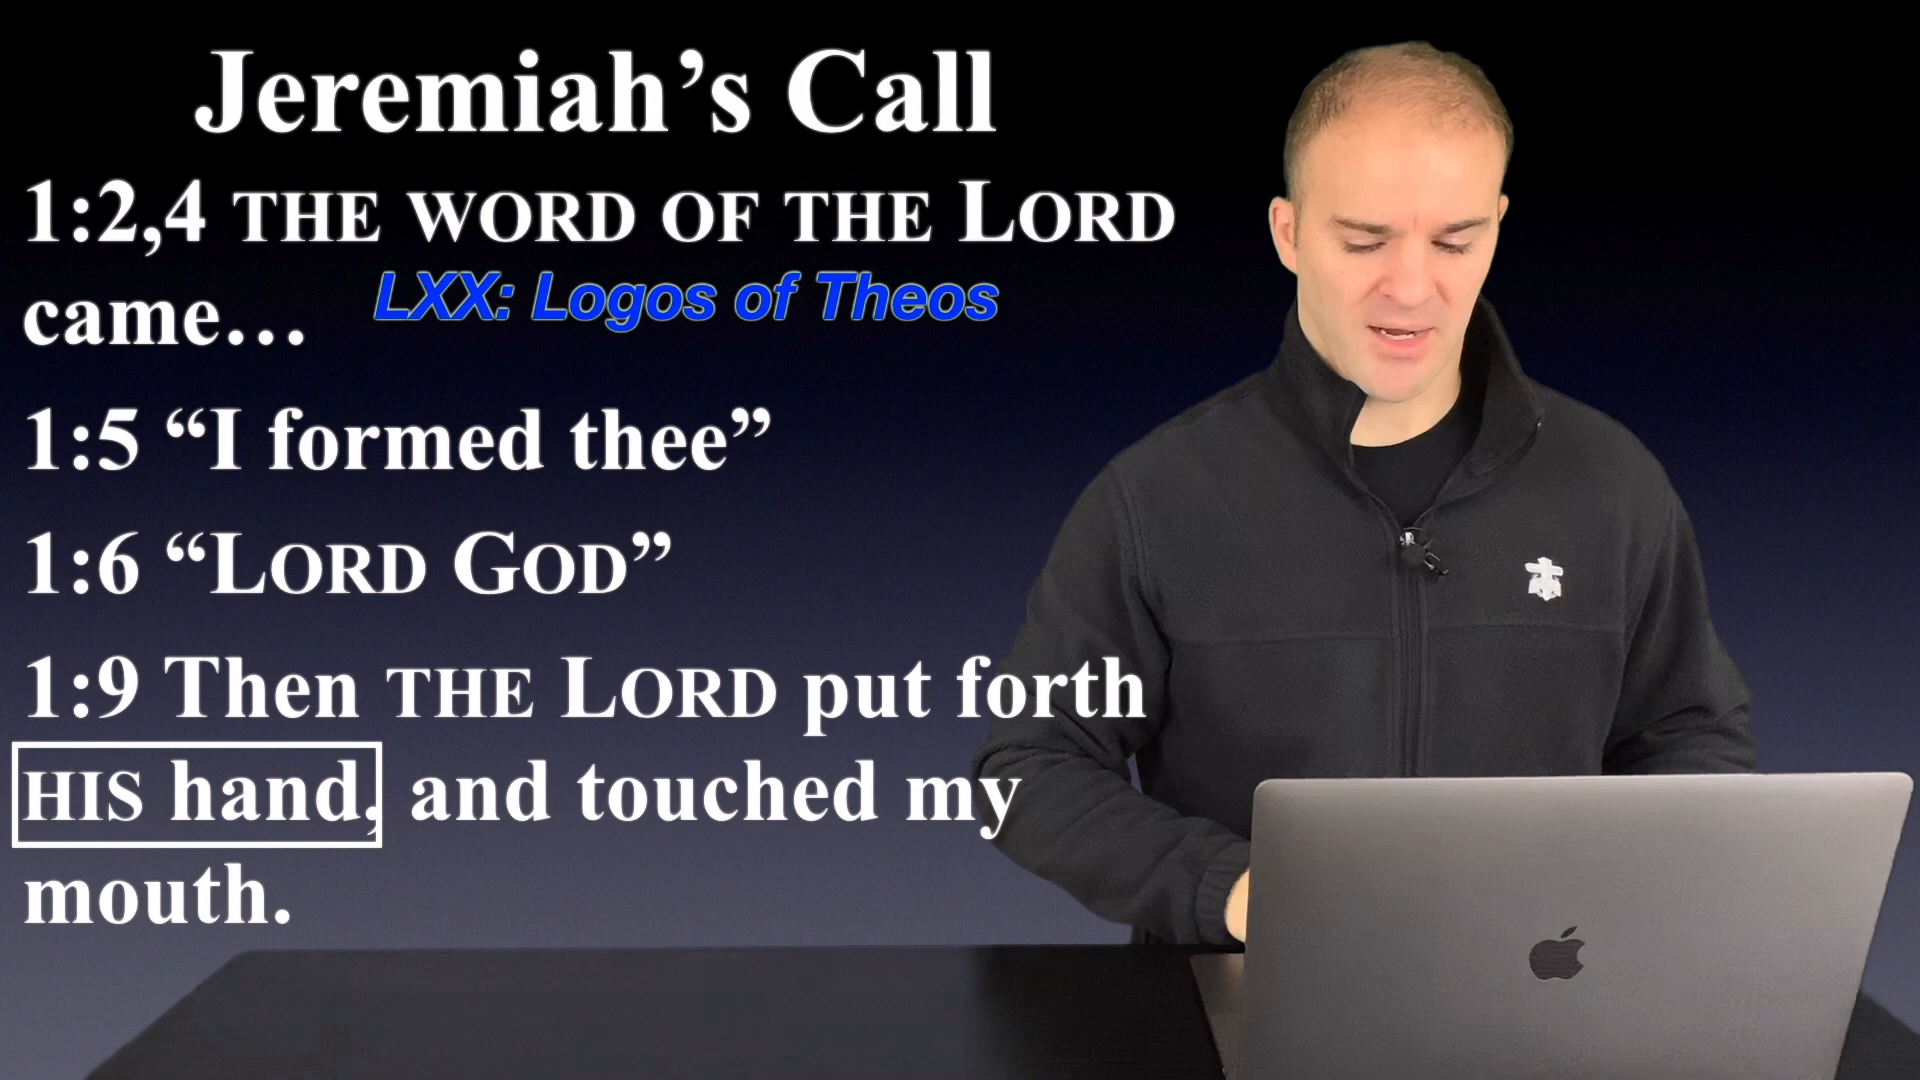 Jeremiah’s Call
1:2,4 THE WORD OF THE LORD
came…
LXX: Logos of Theos
1:5 “I formed thee”
1:6 “LORD GOD”
1:9 Then THE LORD put forth
HIS hand, and touched my
mouth.